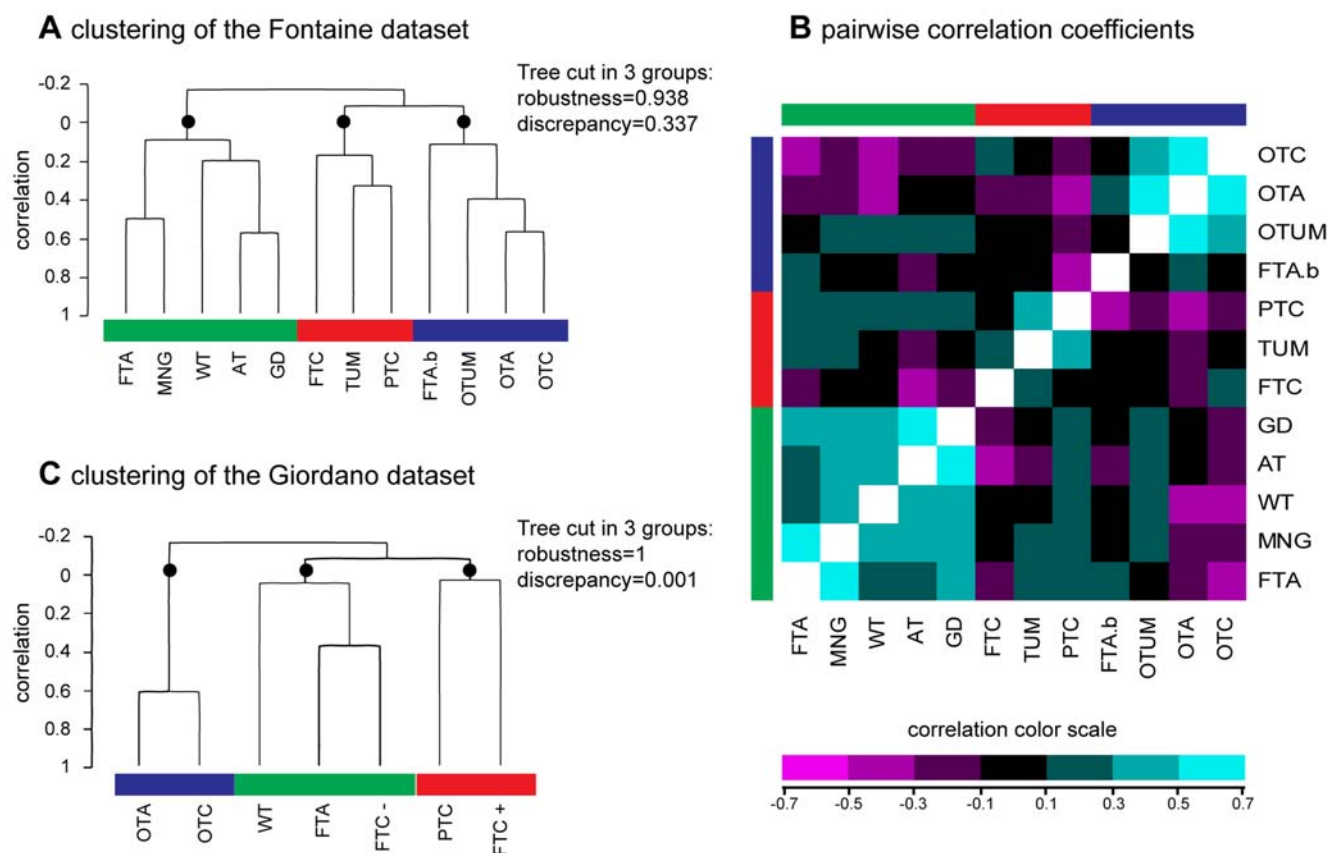 A clustering of the Fontaine dataset
Tree cut in 3 groups:
robustness=0.938
discrepancy=0.337
correlation
-0.2
0
0.2
0.4
0.6
0.8
1
FTA
MNG
WT
AT
GD
FTC
TUM
PTC
FTA.b
OTUM
OTA
OTC
C clustering of the Giordano dataset
Tree cut in 3 groups:
robustness=1
discrepancy=0.001
correlation
-0.2
0
0.2
0.4
0.6
0.8
1
OTA
OTC
WT
FTA
FTC -
PTC
FTC +
B pairwise correlation coefficients
OTC
OTA
OTUM
FTA.b
PTC
TUM
FTC
GD
AT
WT
MNG
FTA
FTA
MNG
WT
AT
GD
FTC
TUM
PTC
FTA.b
OTUM
OTA
OTC
correlation color scale
-0.7 -0.5 -0.3 -0.1 0.1 0.3 0.5 0.7